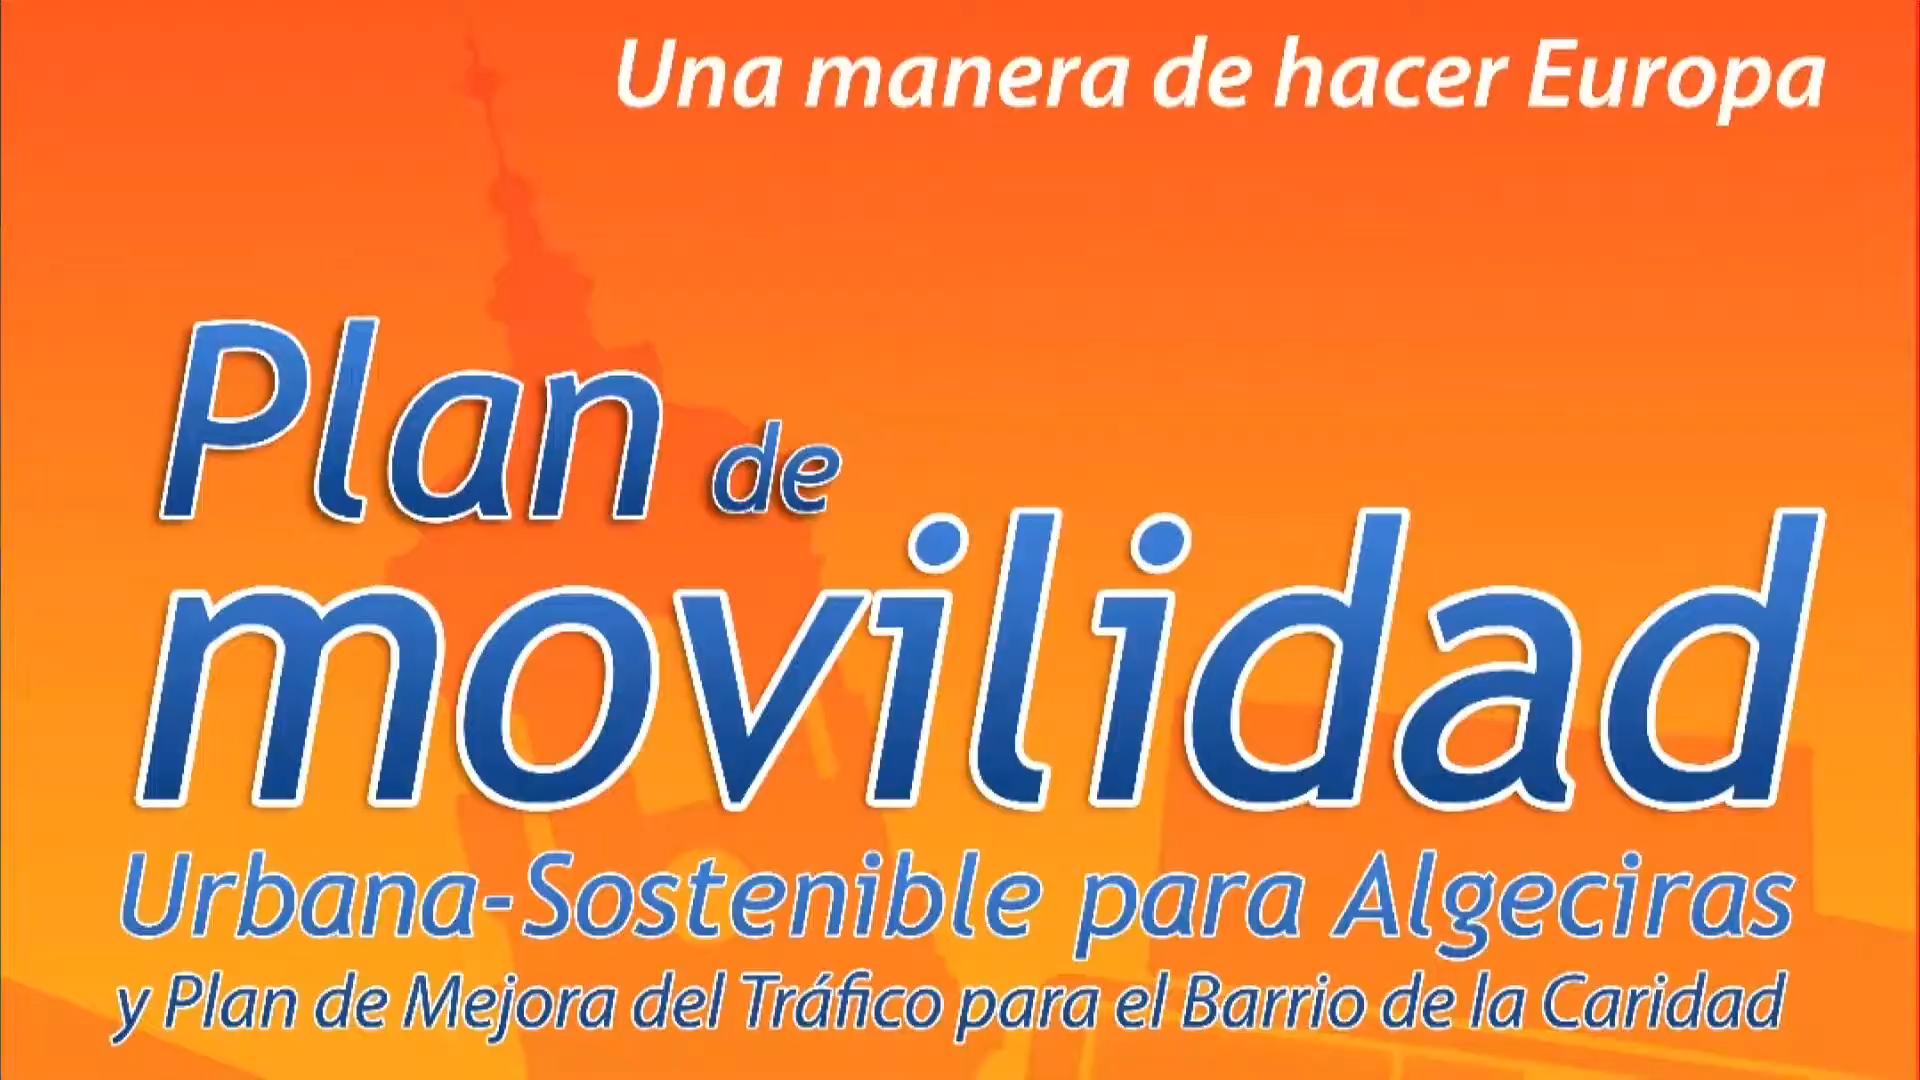 Una manera de hacer Europa
Plan de
movilidad
Urbana-Sostenible para Algeciras
y Plan de Mejora del Tráfico para el Barrio de la Caridad